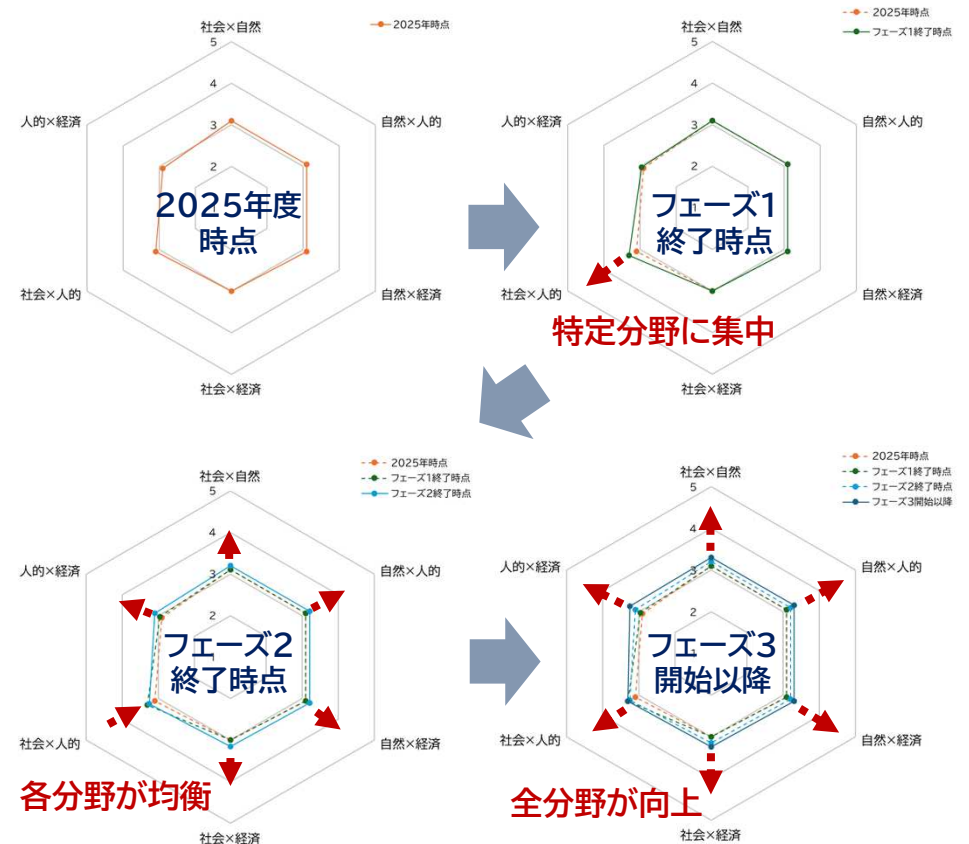 社会×自然
2025年時点
5
4
3
2
1
人的×経済
自然×人的
2025年度
時点
社会×人的
自然×経済
社会×経済
2025年時点
フェーズ1終了時点
社会×自然
5
4
3
2
1
人的×経済
自然×人的
フェーズ1
終了時点
社会×人的
自然×経済
特定分野に集中
社会×経済
2025年時点
フェーズ1終了時点
フェーズ2終了時点
社会×自然
5
4
3
2
1
人的×経済
自然×人的
フェーズ2
終了時点
社会×人的
自然×経済
各分野が均衡
社会×経済
2025年時点
フェーズ1終了時点
フェーズ2終了時点
フェーズ3開始以降
社会×自然
5
4
3
2
1
人的×経済
自然×人的
フェーズ3
開始以降
社会×人的
自然×経済
全分野が向上
社会×経済